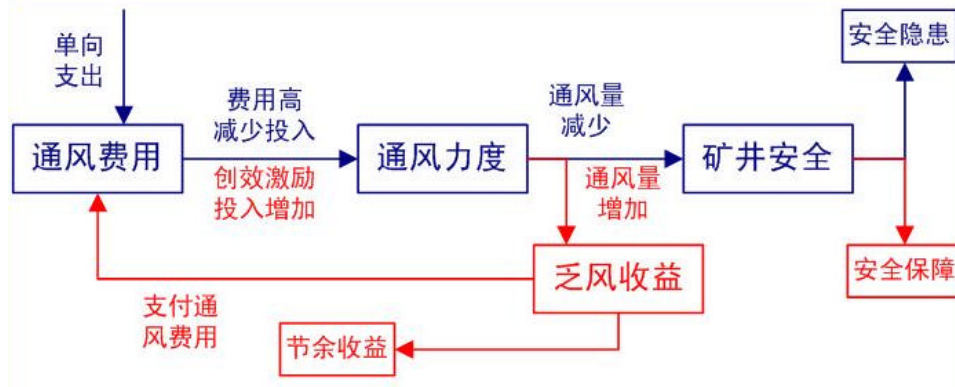 安全隐患
单向
支出
费用高
减少投入
通风量
减少
通风费用
通风力度
矿井安全
创效激励
投入增加
通风量
增加
乏风收益
安全保障
支付通
风费用
节余收益